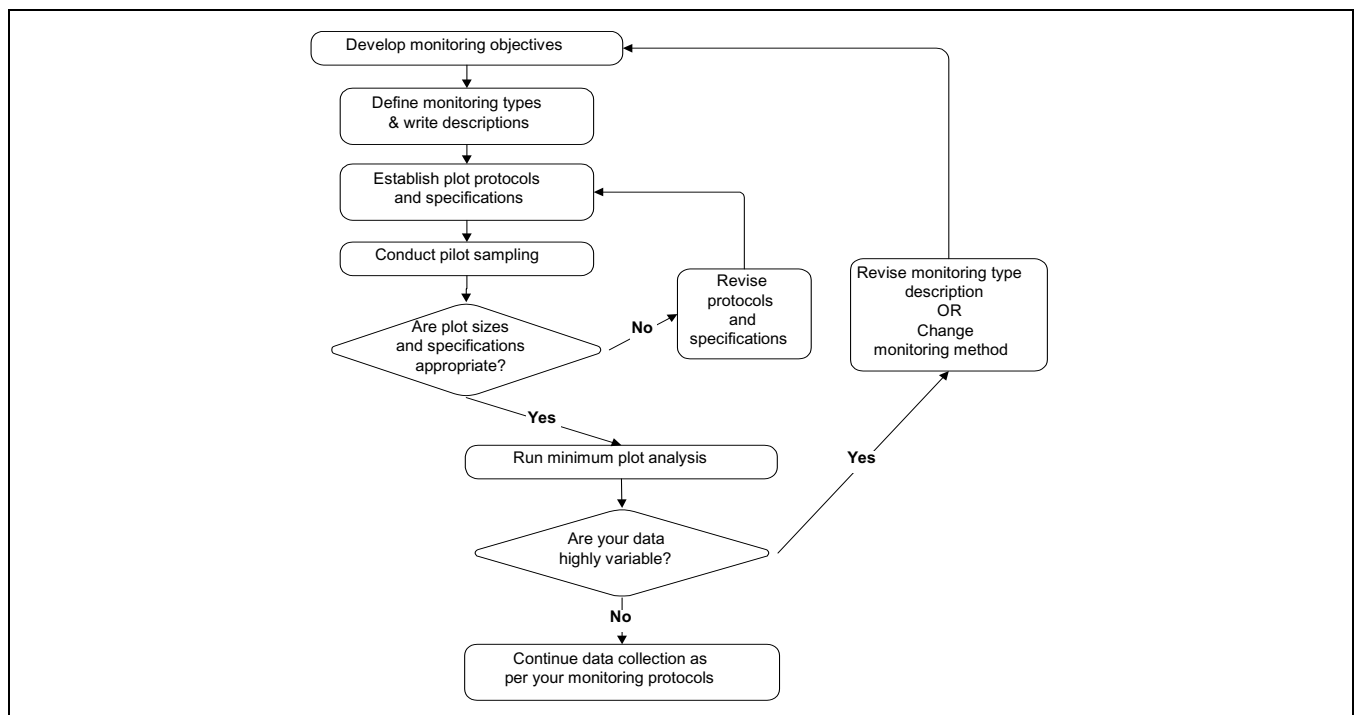 Develop monitoring objectives
Define monitoring types
& write descriptions
Establish plot protocols
and specifications
Conduct pilot sampling
Are plot sizes
and specifications
appropriate?
No
Revise
protocols
and
specifications
Revise monitoring type
description
OR
Change
monitoring method
Yes
Run minimum plot analysis
Yes
Are your data
highly variable?
No
Continue data collection as
per your monitoring protocols